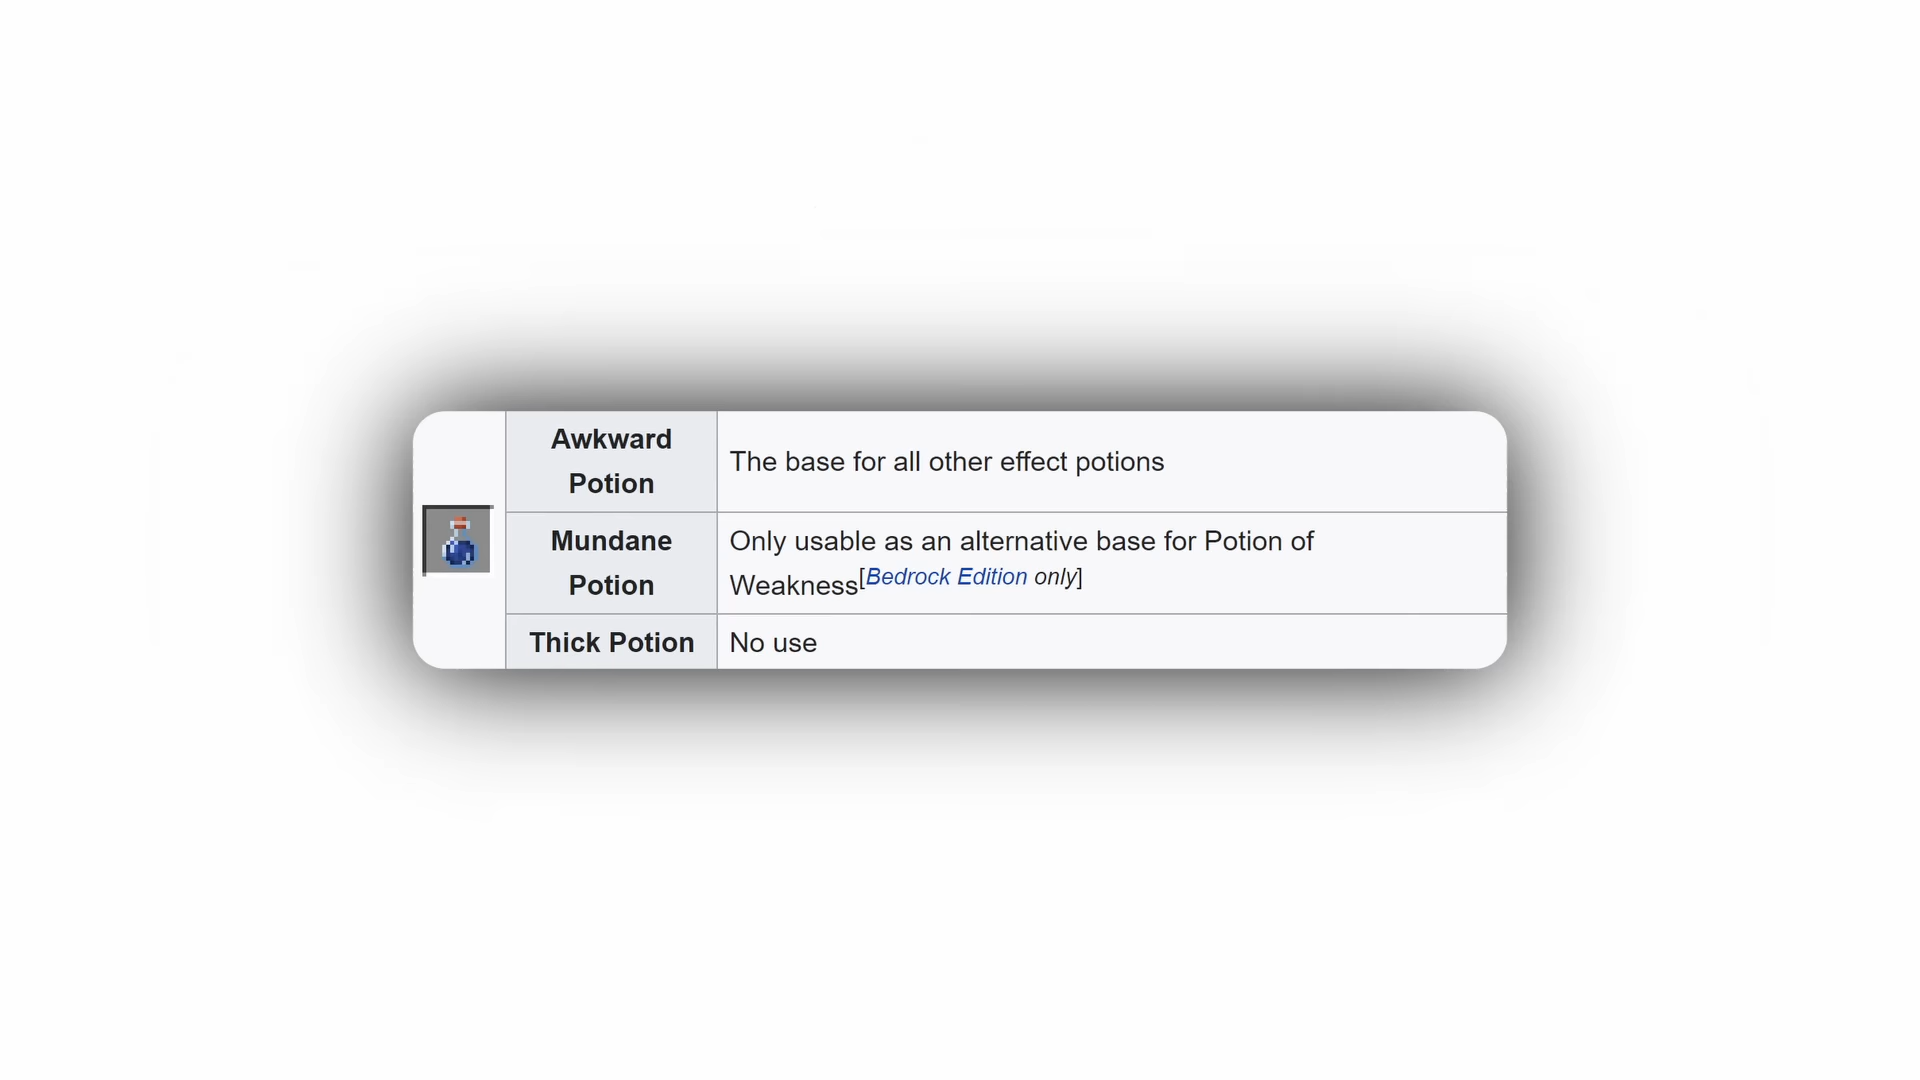 Awkward
Potion
The base for all other effect potions
Mundane
Potion
Only usable as an alternative base for Potion of
Weakness[Bedrock Edition only]
Thick Potion
No use